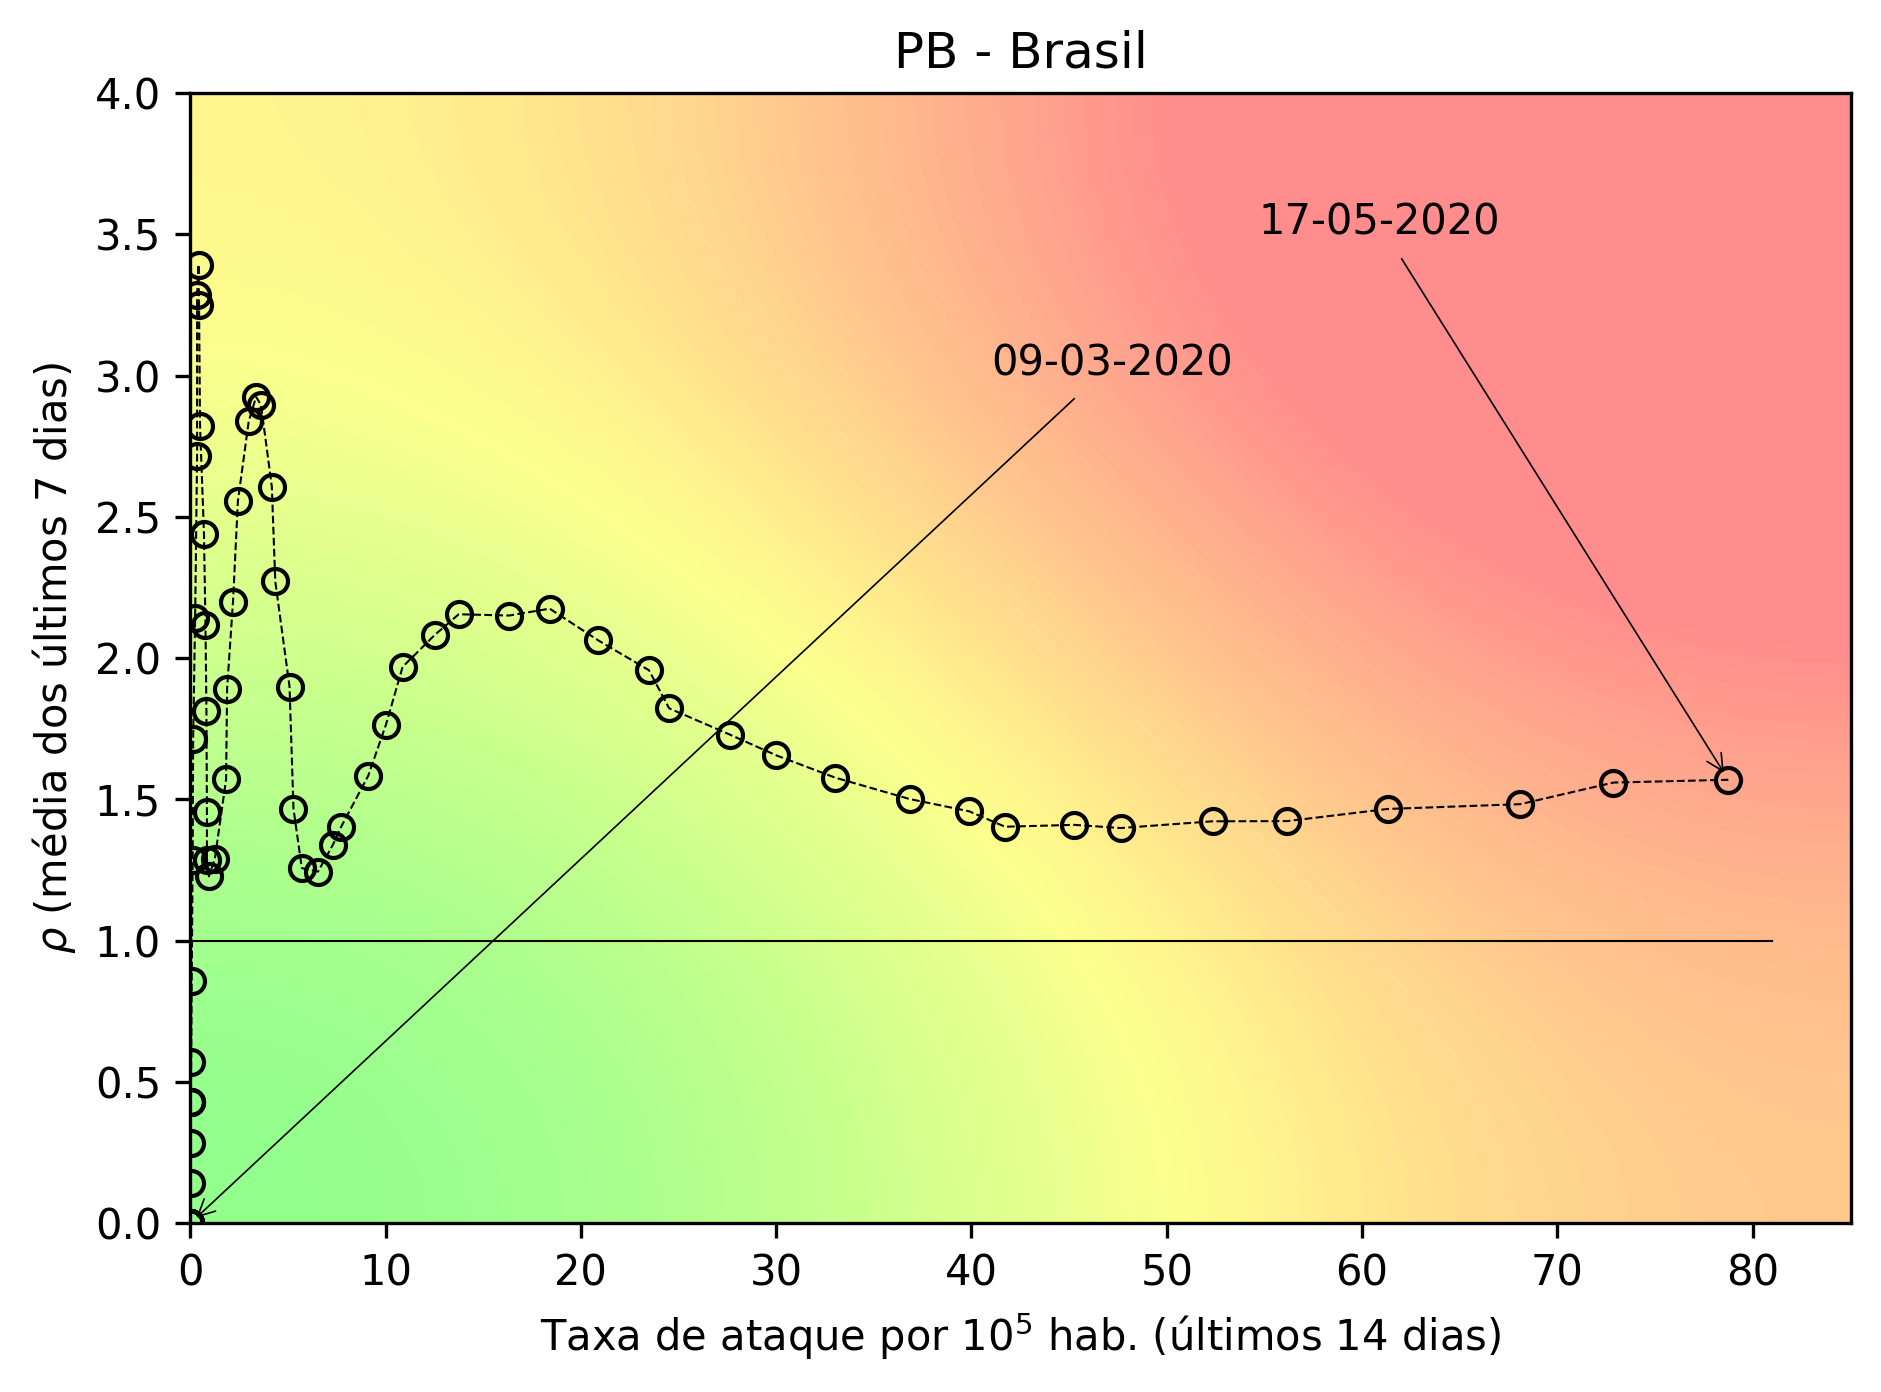 PB - Brasil
4.0
3.5
3.0
2.5
2.0
1.5
1.0
0.5
0.0
ρ (média dos últimos 7 dias)
17-05-2020
09-03-2020
0 10 20 30 40 50 60 70 80
Taxa de ataque por 10⁵ hab. (últimos 14 dias)